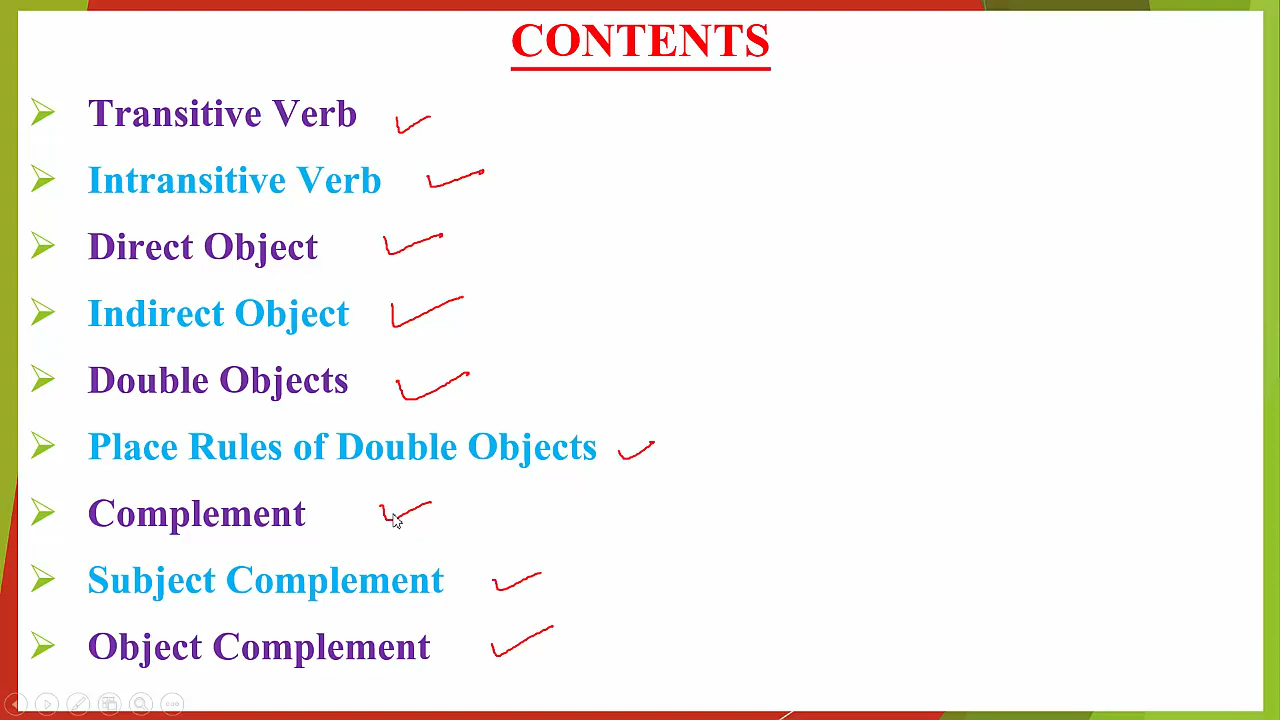 CONTENTS
Transitive Verb
Intransitive Verb
Direct Object
Indirect Object
Double Objects
Place Rules of Double Objects
Complement
Subject Complement
Object Complement